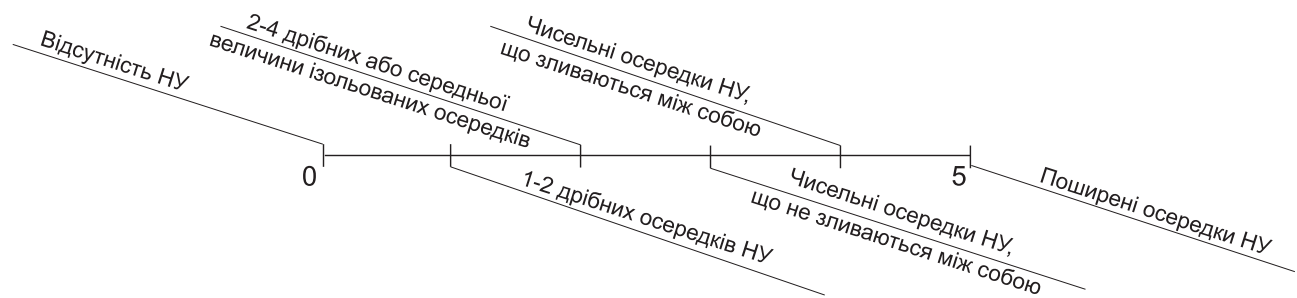 Відсутність НУ
2-4 дрібних або середньої
величини ізольованих осередків
Чисельні осередки НУ,
що зливаються між собою
0
5
1-2 дрібних осередків НУ
Чисельні осередки НУ,
що не зливаються між собою
Поширені осередки НУ